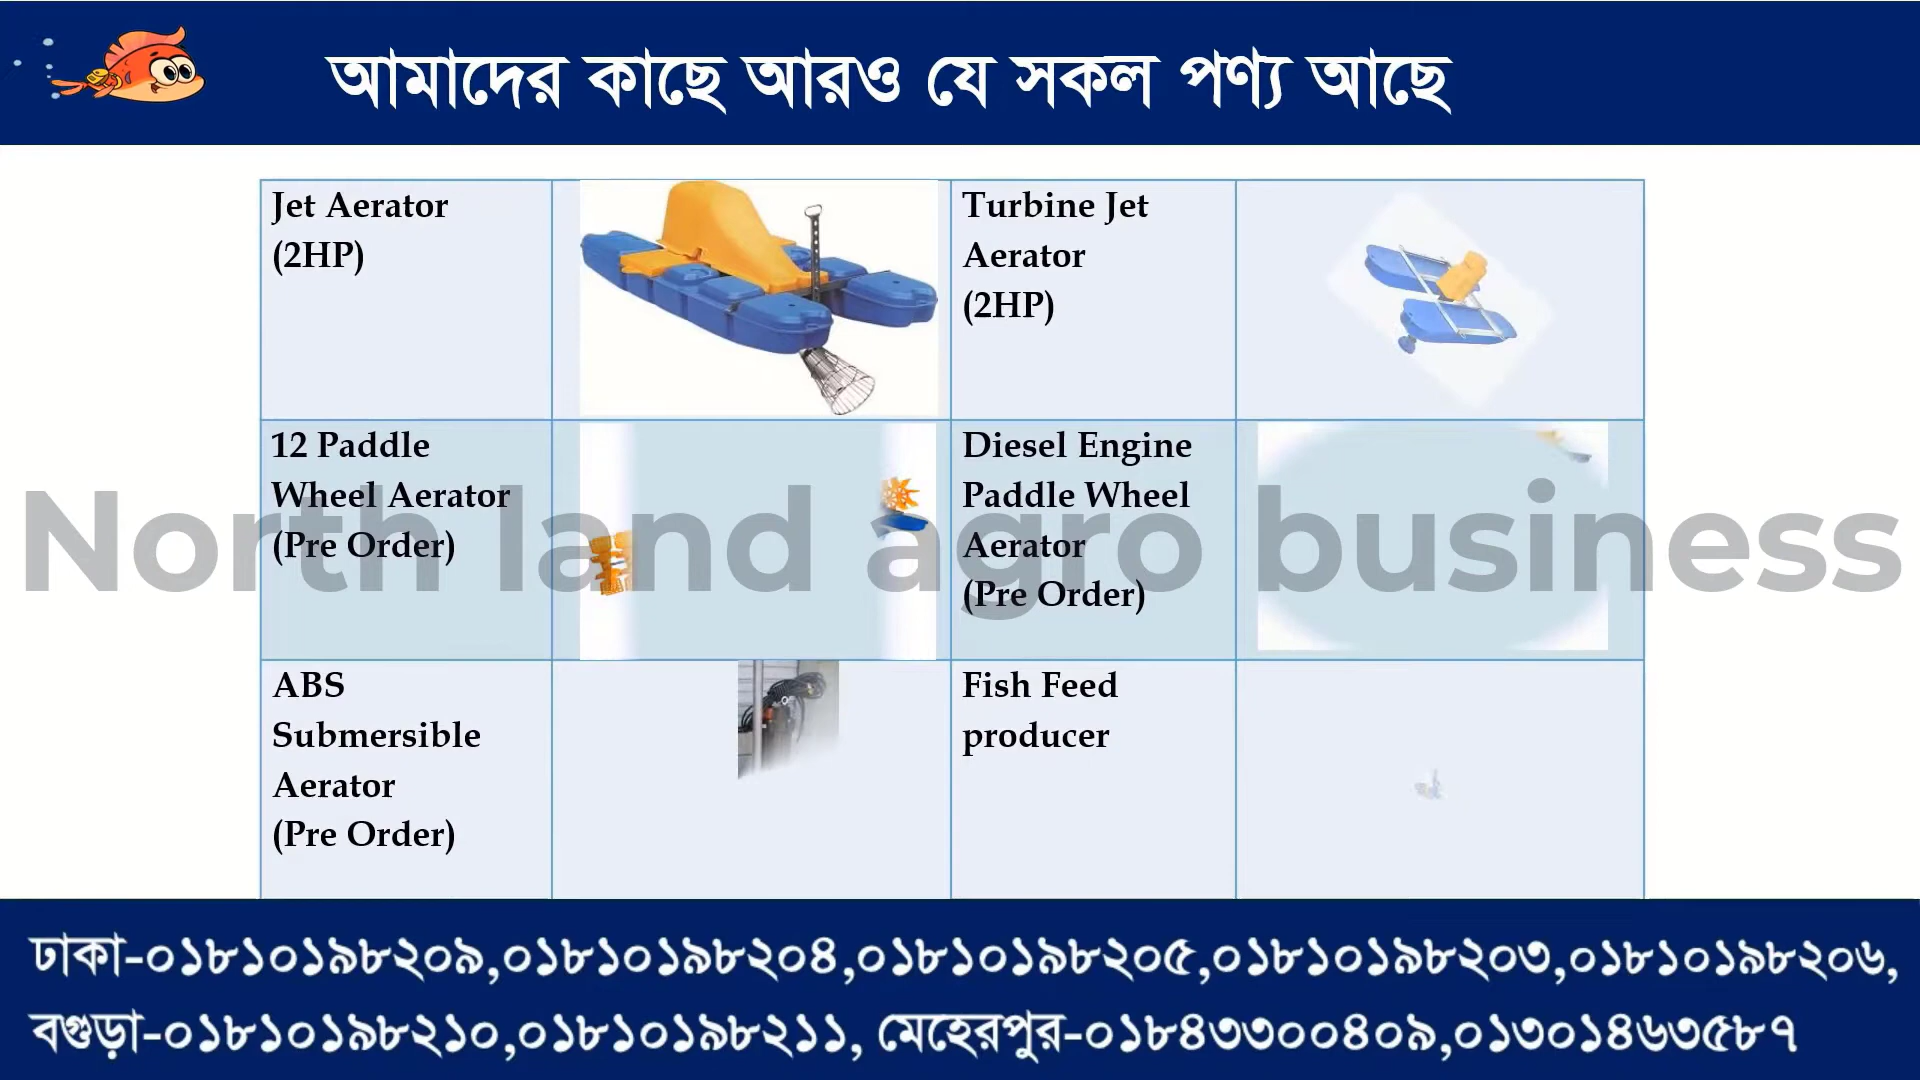 আমাদের কাছে আরও যে সকল পণ্য আছে
Jet Aerator
(2HP)
Turbine Jet
Aerator
(2HP)
12 Paddle
Wheel Aerator
(Pre Order)
Diesel Engine
Paddle Wheel
Aerator
(Pre Order)
North land agro business
ABS
Submersible
Aerator
(Pre Order)
Fish Feed
producer
ঢাকা-০১৮১০১৯৮২০৯,০১৮১০১৯৮২০৪,০১৮১০১৯৮২০৫,০১৮১০১৯৮২০৩,০১৮১০১৯৮২০৬,
বগুড়া-০১৮১০১৯৮২১০,০১৮১০১৯৮২১১, মেহেরপুর-০১৮৪৩৩০০৪০৯,০১৩০১৪৬৩৫৮৭